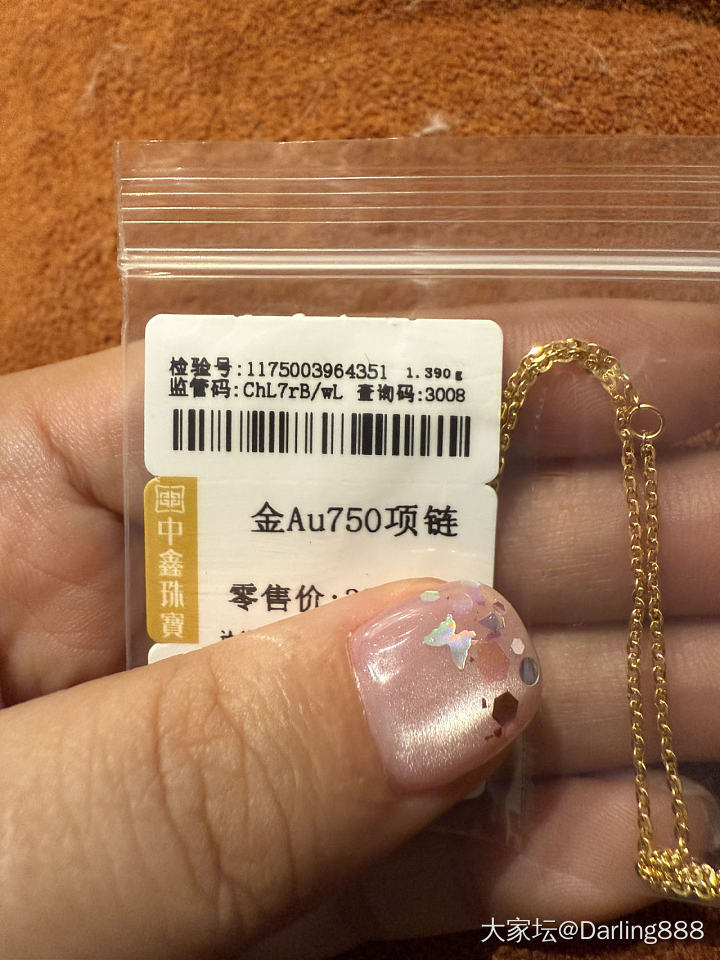 检验号:1175003964351 1.390g
监管码:ChL7rB/wL 查询码:3008
中鑫珠寶
金Au750项链
零售价:
大家坛@Darling888